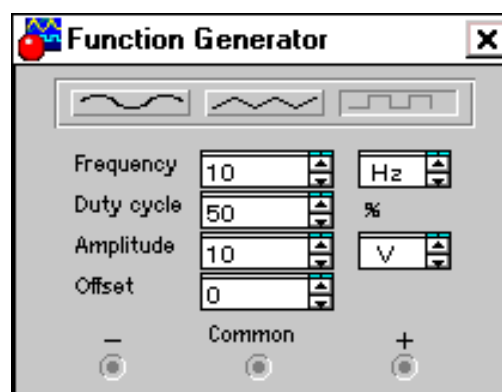 Function Generator
Frequency 10 Hz
Duty cycle 50 %
Amplitude 10 V
Offset 0
− Common +